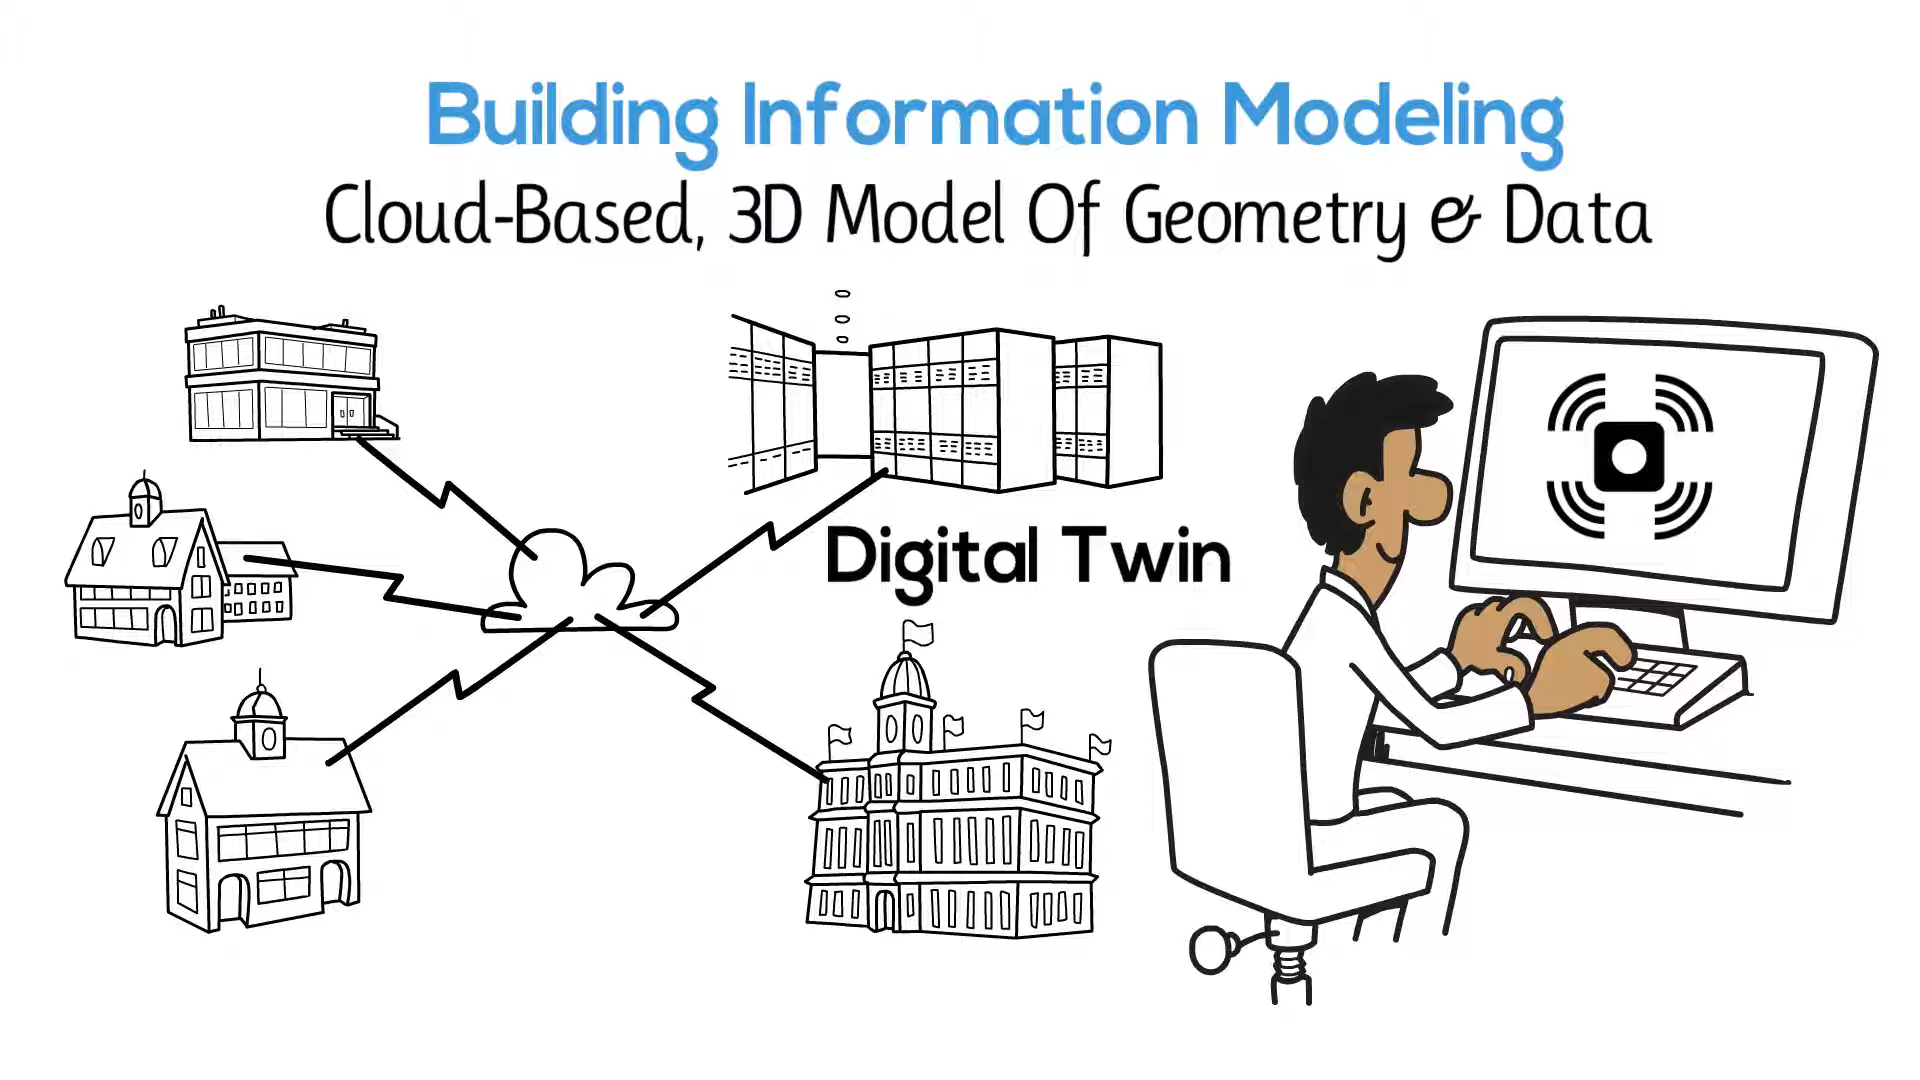 Building Information Modeling
Cloud-Based, 3D Model Of Geometry & Data
Digital Twin